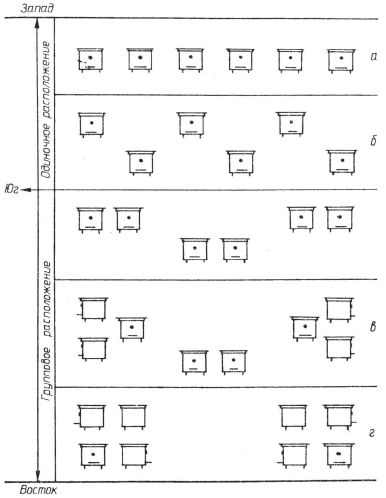 Запад
Одиночное расположение
а
б
Юг
Групповое расположение
в
г
Восток